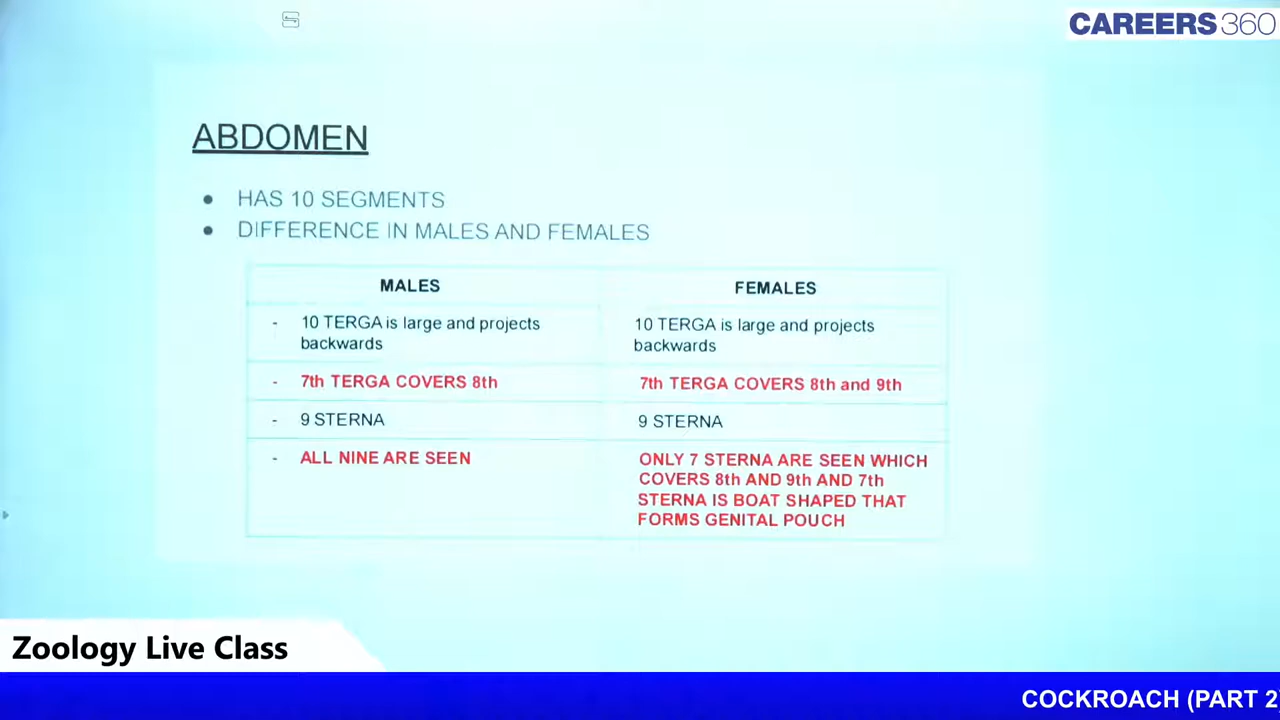 CAREERS360
ABDOMEN
● HAS 10 SEGMENTS
● DIFFERENCE IN MALES AND FEMALES
MALES
FEMALES
- 10 TERGA is large and projects
backwards
10 TERGA is large and projects
backwards
- 7th TERGA COVERS 8th
7th TERGA COVERS 8th and 9th
- 9 STERNA
9 STERNA
- ALL NINE ARE SEEN
ONLY 7 STERNA ARE SEEN WHICH
COVERS 8th AND 9th AND 7th
STERNA IS BOAT SHAPED THAT
FORMS GENITAL POUCH
Zoology Live Class
COCKROACH (PART 2)